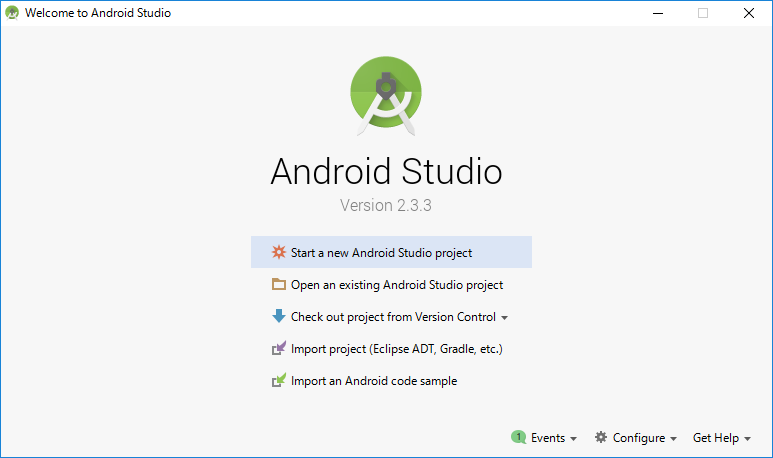 Welcome to Android Studio
Android Studio
Version 2.3.3
Start a new Android Studio project
Open an existing Android Studio project
Check out project from Version Control
Import project (Eclipse ADT, Gradle, etc.)
Import an Android code sample
1 Events Configure Get Help